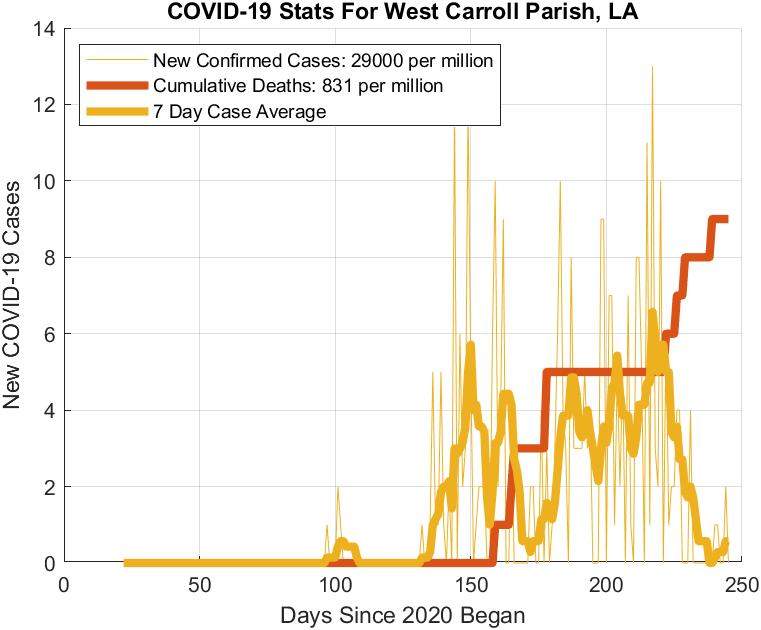 COVID-19 Stats For West Carroll Parish, LA
New Confirmed Cases: 29000 per million
Cumulative Deaths: 831 per million
7 Day Case Average
New COVID-19 Cases
14
12
10
8
6
4
2
0
0 50 100 150 200 250
Days Since 2020 Began